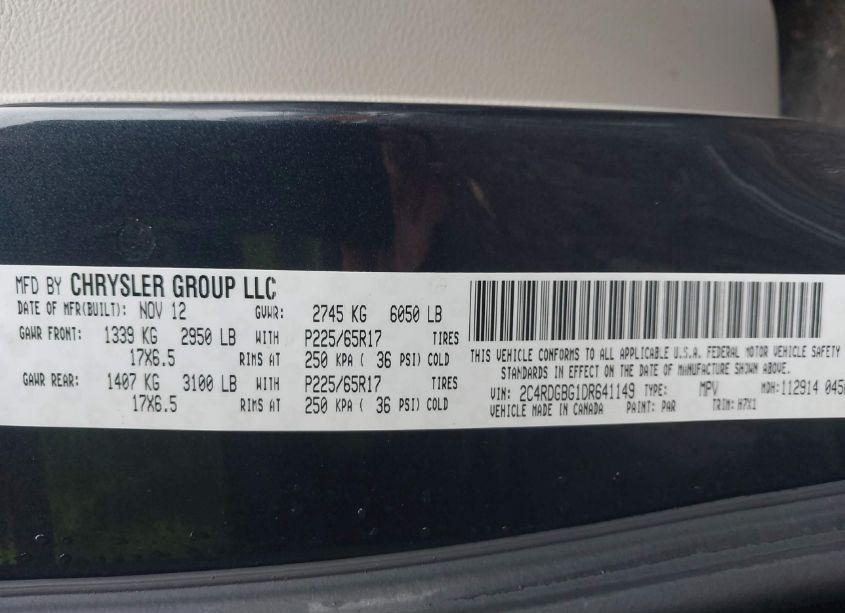 MFD BY CHRYSLER GROUP LLC
DATE OF MFR(BUILT): NOV 12 GVWR: 2745 KG 6050 LB
GAWR FRONT: 1339 KG 2950 LB WITH P225/65R17 TIRES
17X6.5 RIMS AT 250 KPA ( 36 PSI) COLD
GAWR REAR: 1407 KG 3100 LB WITH P225/65R17 TIRES
17X6.5 RIMS AT 250 KPA ( 36 PSI) COLD
THIS VEHICLE CONFORMS TO ALL APPLICABLE U.S.A. FEDERAL MOTOR VEHICLE SAFETY
STANDARDS IN EFFECT ON THE DATE OF MANUFACTURE SHOWN ABOVE.
VIN: 2C4RDGBG1DR641149 TYPE: MPV MDH: 112914
VEHICLE MADE IN CANADA PAINT: PAR TRIM: H7X1